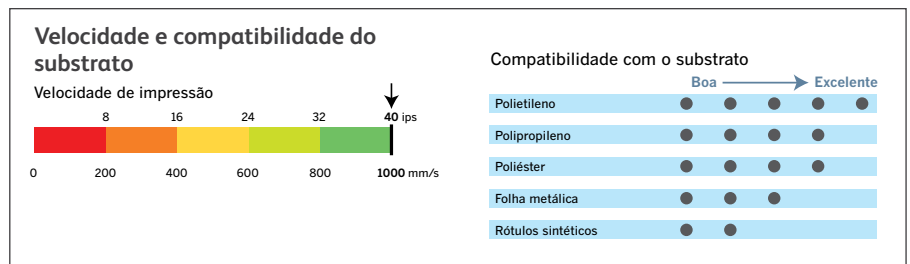 Velocidade e compatibilidade do
substrato
Velocidade de impressão
8 16 24 32 40 ips
0 200 400 600 800 1000 mm/s
Compatibilidade com o substrato
Boa Excelente
Polietileno
Polipropileno
Poliéster
Folha metálica
Rótulos sintéticos